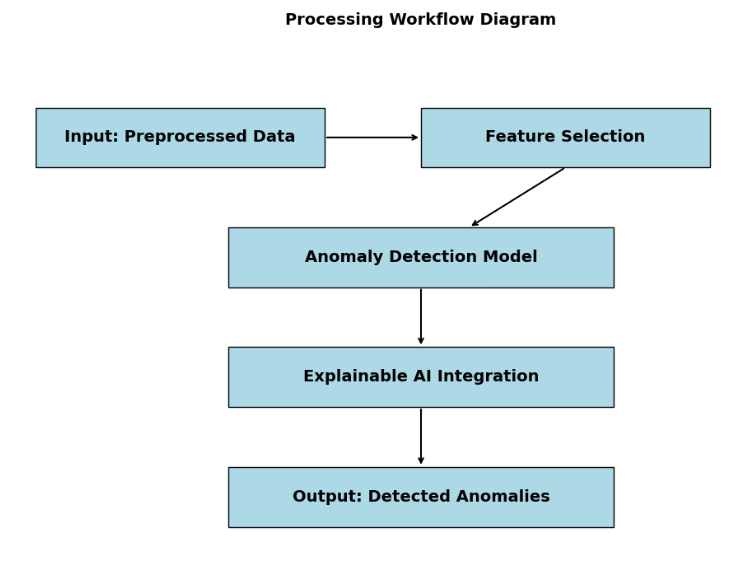 Processing Workflow Diagram
Input: Preprocessed Data
Feature Selection
Anomaly Detection Model
Explainable AI Integration
Output: Detected Anomalies